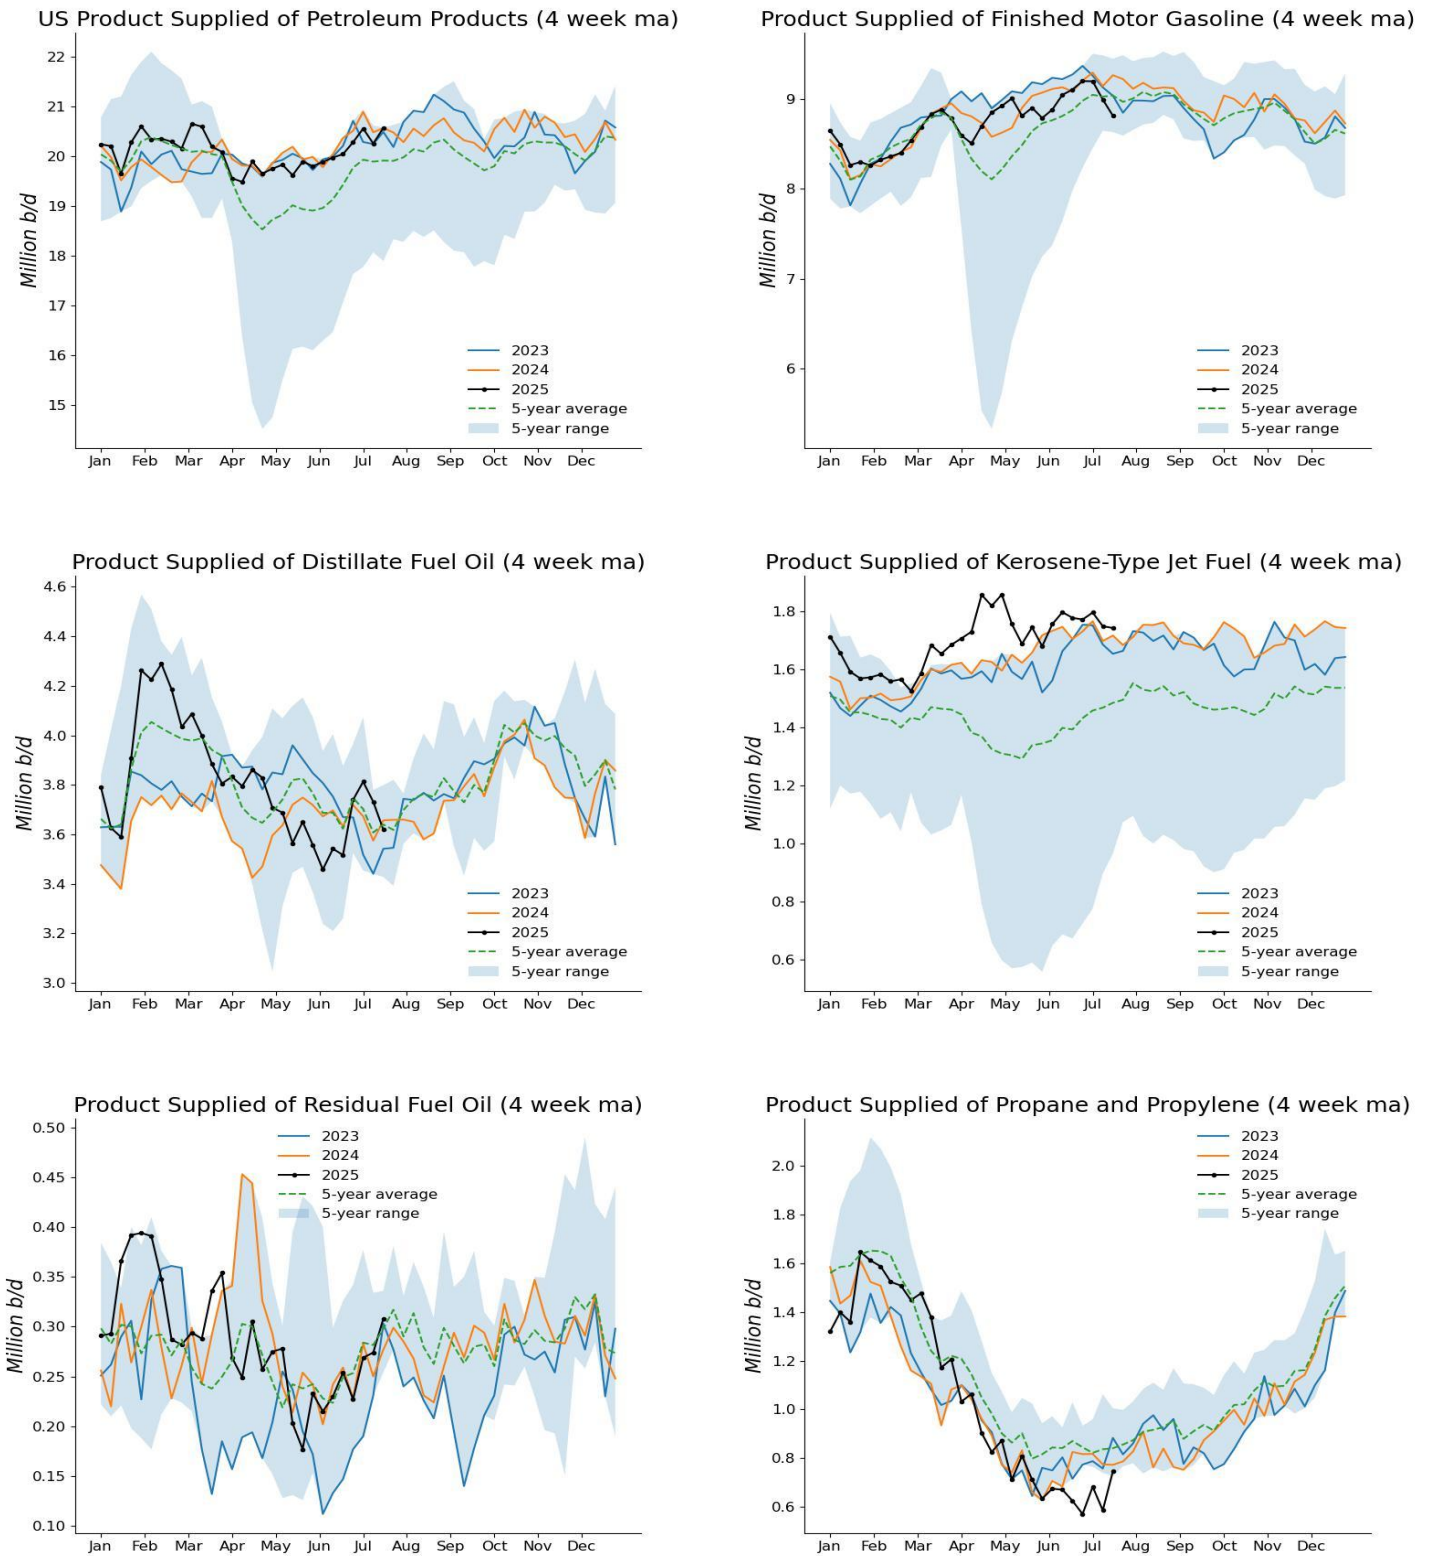 US Product Supplied of Petroleum Products (4 week ma)
Million b/d
22
21
20
19
18
17
16
15
2023
2024
2025
5-year average
5-year range
Jan Feb Mar Apr May Jun Jul Aug Sep Oct Nov Dec
Product Supplied of Finished Motor Gasoline (4 week ma)
Million b/d
9
8
7
6
2023
2024
2025
5-year average
5-year range
Jan Feb Mar Apr May Jun Jul Aug Sep Oct Nov Dec
Product Supplied of Distillate Fuel Oil (4 week ma)
Million b/d
4.6
4.4
4.2
4.0
3.8
3.6
3.4
3.2
3.0
2023
2024
2025
5-year average
5-year range
Jan Feb Mar Apr May Jun Jul Aug Sep Oct Nov Dec
Product Supplied of Kerosene-Type Jet Fuel (4 week ma)
Million b/d
1.8
1.6
1.4
1.2
1.0
0.8
0.6
2023
2024
2025
5-year average
5-year range
Jan Feb Mar Apr May Jun Jul Aug Sep Oct Nov Dec
Product Supplied of Residual Fuel Oil (4 week ma)
Million b/d
0.50
0.45
0.40
0.35
0.30
0.25
0.20
0.15
0.10
2023
2024
2025
5-year average
5-year range
Jan Feb Mar Apr May Jun Jul Aug Sep Oct Nov Dec
Product Supplied of Propane and Propylene (4 week ma)
Million b/d
2.0
1.8
1.6
1.4
1.2
1.0
0.8
0.6
2023
2024
2025
5-year average
5-year range
Jan Feb Mar Apr May Jun Jul Aug Sep Oct Nov Dec